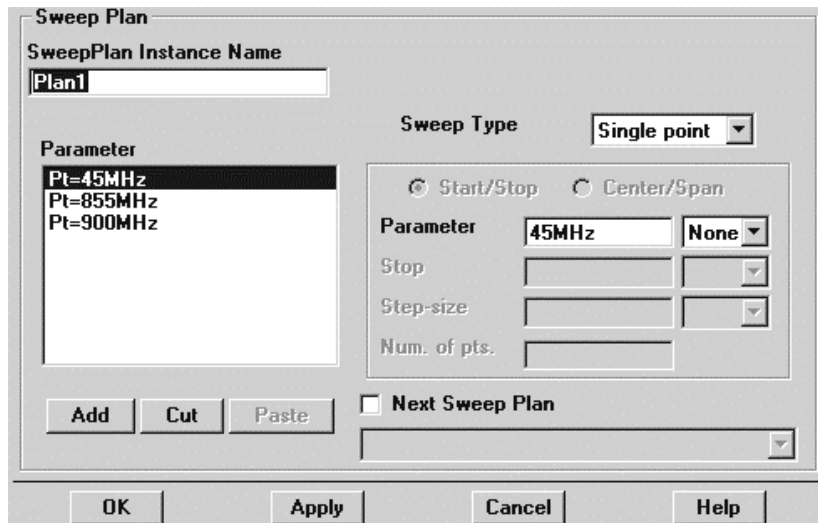 Sweep Plan
SweepPlan Instance Name
Plan1
Sweep Type
Single point
Parameter
Pt=45MHz
Pt=855MHz
Pt=900MHz
Start/Stop
Center/Span
Parameter
45MHz
None
Stop
Step-size
Num. of pts.
Add
Cut
Paste
Next Sweep Plan
OK
Apply
Cancel
Help